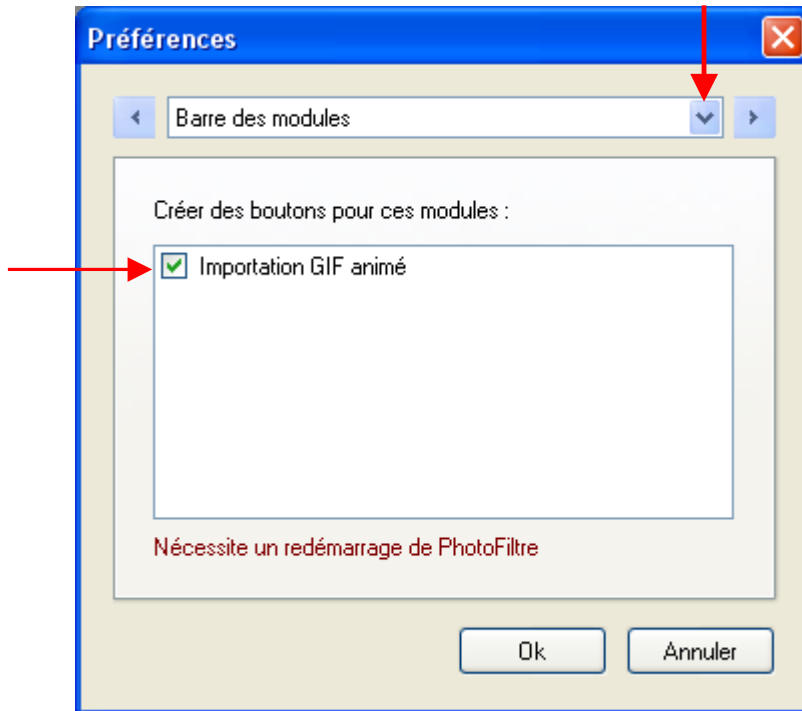 Préférences
Barre des modules
Créer des boutons pour ces modules :
Importation GIF animé
Nécessite un redémarrage de PhotoFiltre
Ok
Annuler